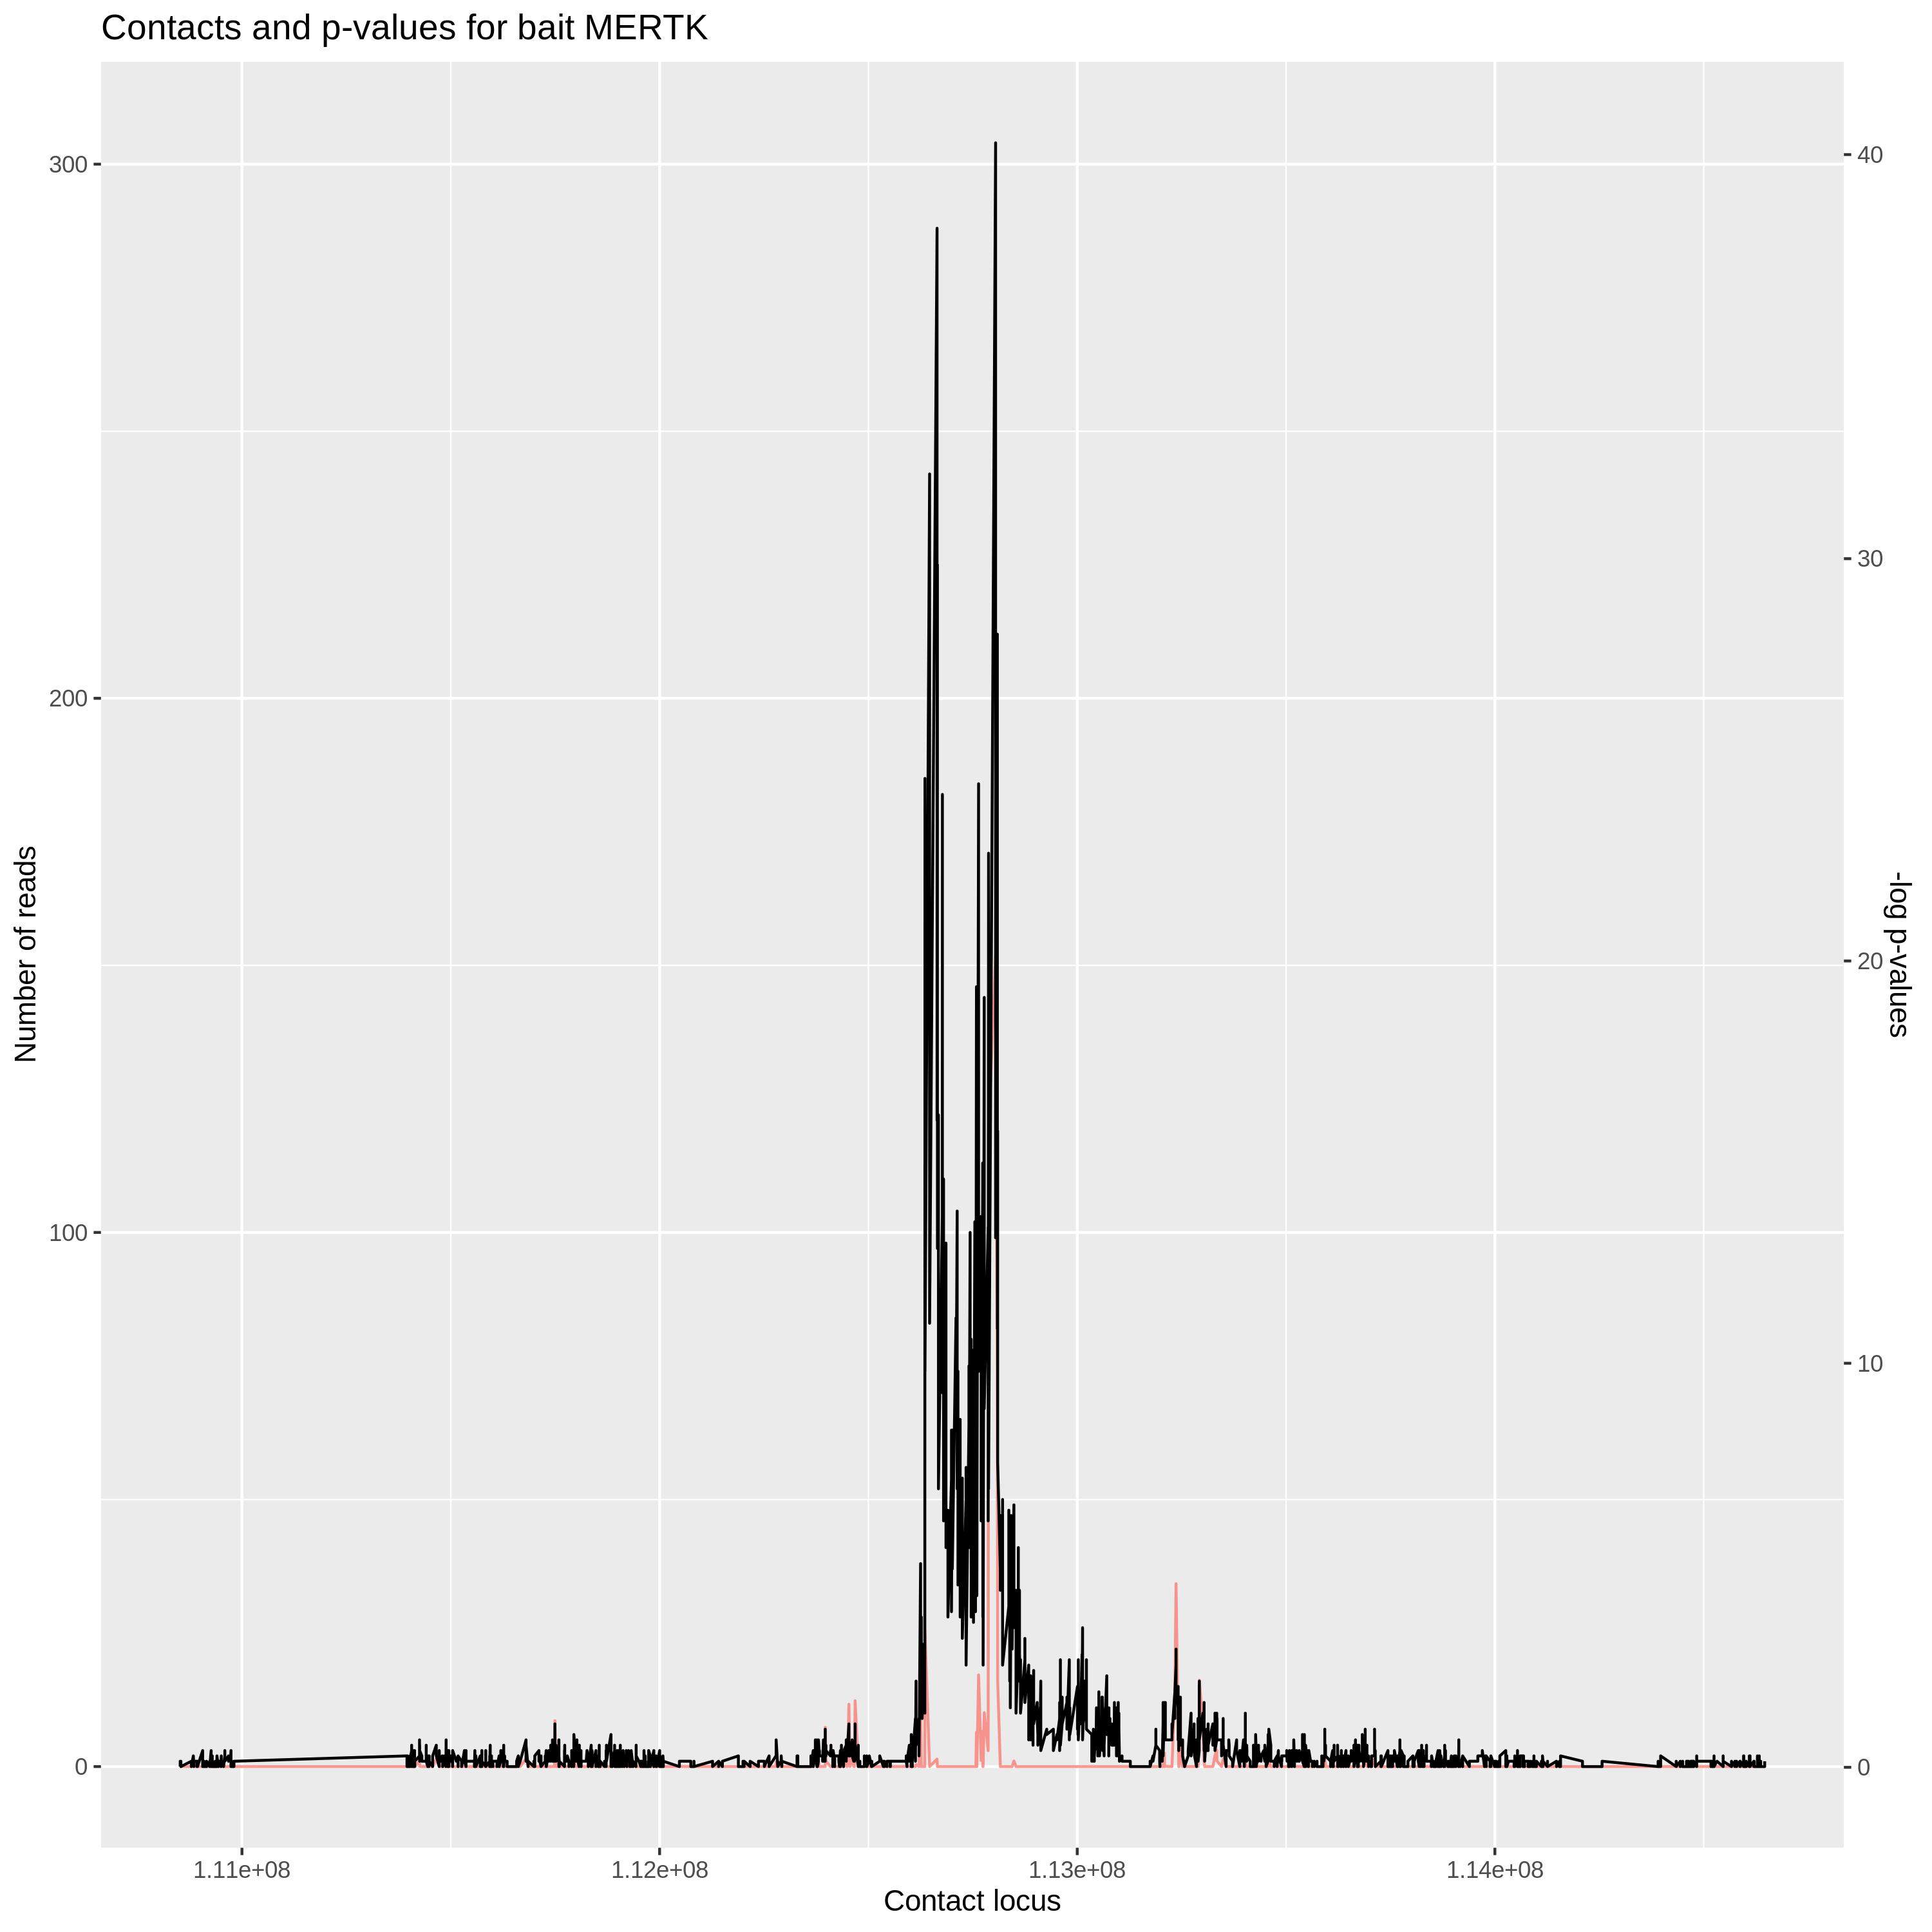 Contacts and p-values for bait MERTK
300
200
100
0
Number of reads
40
30
20
10
0
-log p-values
1.11e+08
1.12e+08
1.13e+08
1.14e+08
Contact locus